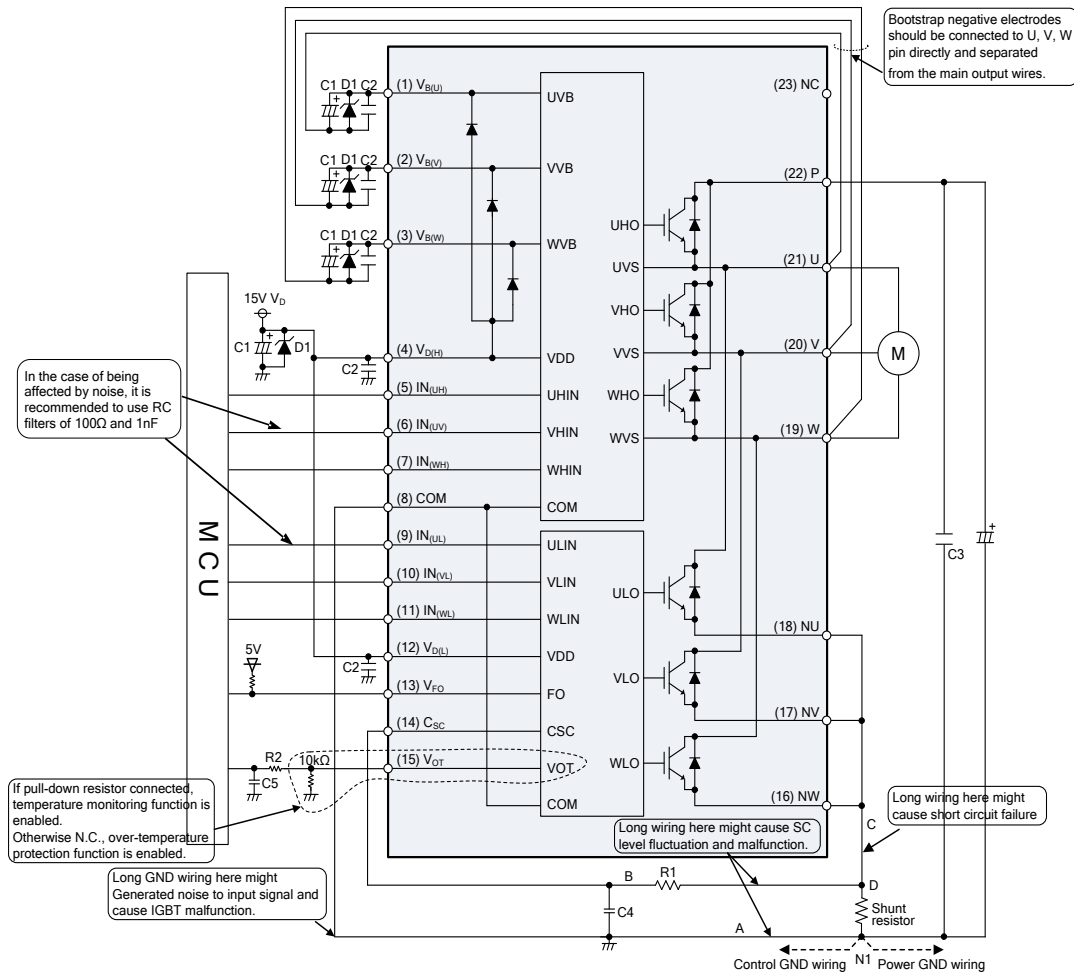 Bootstrap negative electrodes
should be connected to U, V, W
pin directly and separated
from the main output wires.
(23) NC
C1 D1 C2
+
(1) VB(U)
UVB
C1 D1 C2
+
(2) VB(V)
VVB
(22) P
UHO
C1 D1 C2
+
(3) VB(W)
WVB
UVS
(21) U
15V VD
VHO
C1
+
D1
(4) VD(H)
C2
VDD
VVS
(20) V
M
In the case of being
affected by noise, it is
recommended to use RC
filters of 100Ω and 1nF
(5) IN(UH)
UHIN
WHO
(6) IN(UV)
VHIN
WVS
(19) W
(7) IN(WH)
WHIN
(8) COM
COM
MCU
(9) IN(UL)
ULIN
+
C3
(10) IN(VL)
VLIN
ULO
(11) IN(WL)
WLIN
(18) NU
5V
C2
(12) VD(L)
VDD
VLO
(13) VFO
FO
(14) CSC
CSC
(17) NV
R2
10kΩ
C5
(15) VOT
VOT
WLO
COM
(16) NW
If pull-down resistor connected,
temperature monitoring function is
enabled.
Otherwise N.C., over-temperature
protection function is enabled.
Long wiring here might cause SC
level fluctuation and malfunction.
Long wiring here might
cause short circuit failure
C
Long GND wiring here might
Generated noise to input signal and
cause IGBT malfunction.
B
R1
D
C4
Shunt
resistor
A
Control GND wiring
N1
Power GND wiring